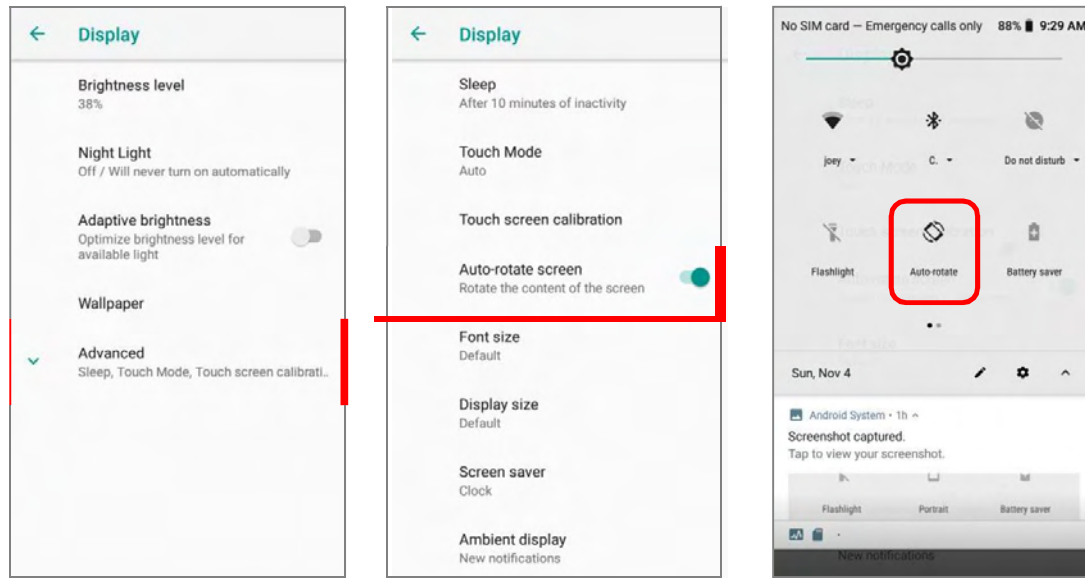 Display
Brightness level
38%
Night Light
Off / Will never turn on automatically
Adaptive brightness
Optimize brightness level for
available light
Wallpaper
Advanced
Sleep, Touch Mode, Touch screen calibrati..
Display
Sleep
After 10 minutes of inactivity
Touch Mode
Auto
Touch screen calibration
Auto-rotate screen
Rotate the content of the screen
Font size
Default
Display size
Default
Screen saver
Clock
Ambient display
New notifications
No SIM card — Emergency calls only 88% 9:29 AM
joey C. Do not disturb
Touch Mode
Flashlight Auto-rotate Battery saver
Font size
Sun, Nov 4
Android System • 1h
Screenshot captured.
Tap to view your screenshot.
Flashlight Portrait Battery saver
New notifications